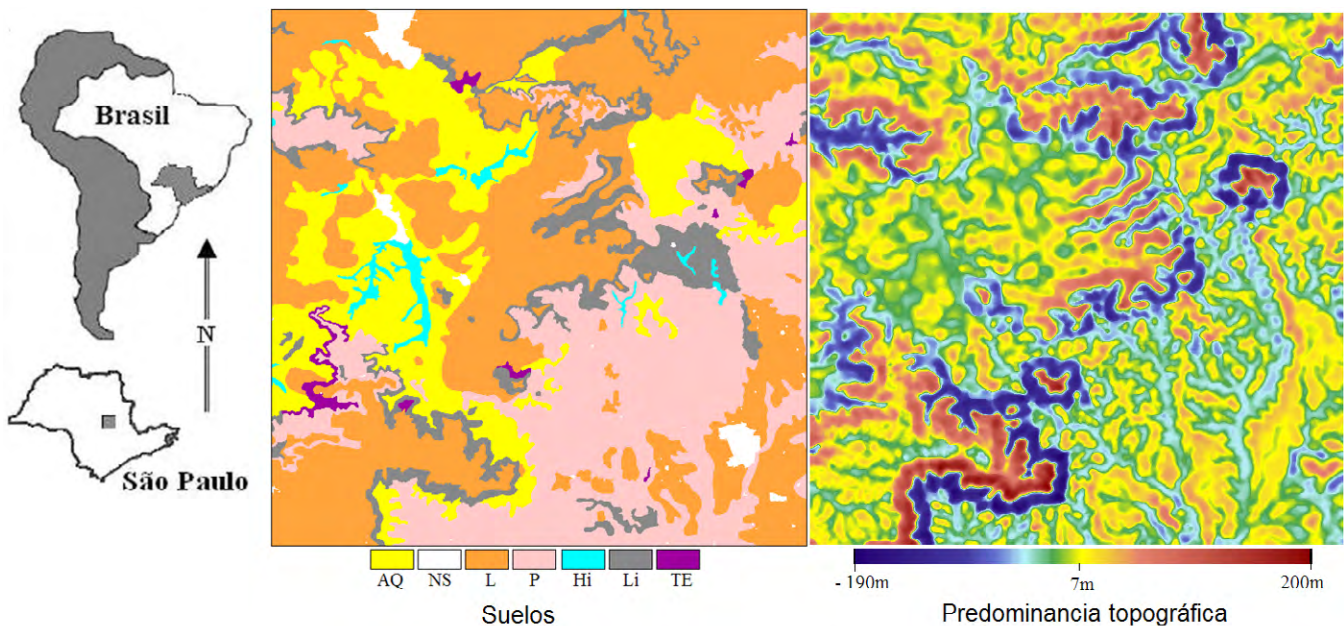 Brasil
N
São Paulo
AQ NS L P Hi Li TE
Suelos
- 190m 7m 200m
Predominancia topográfica